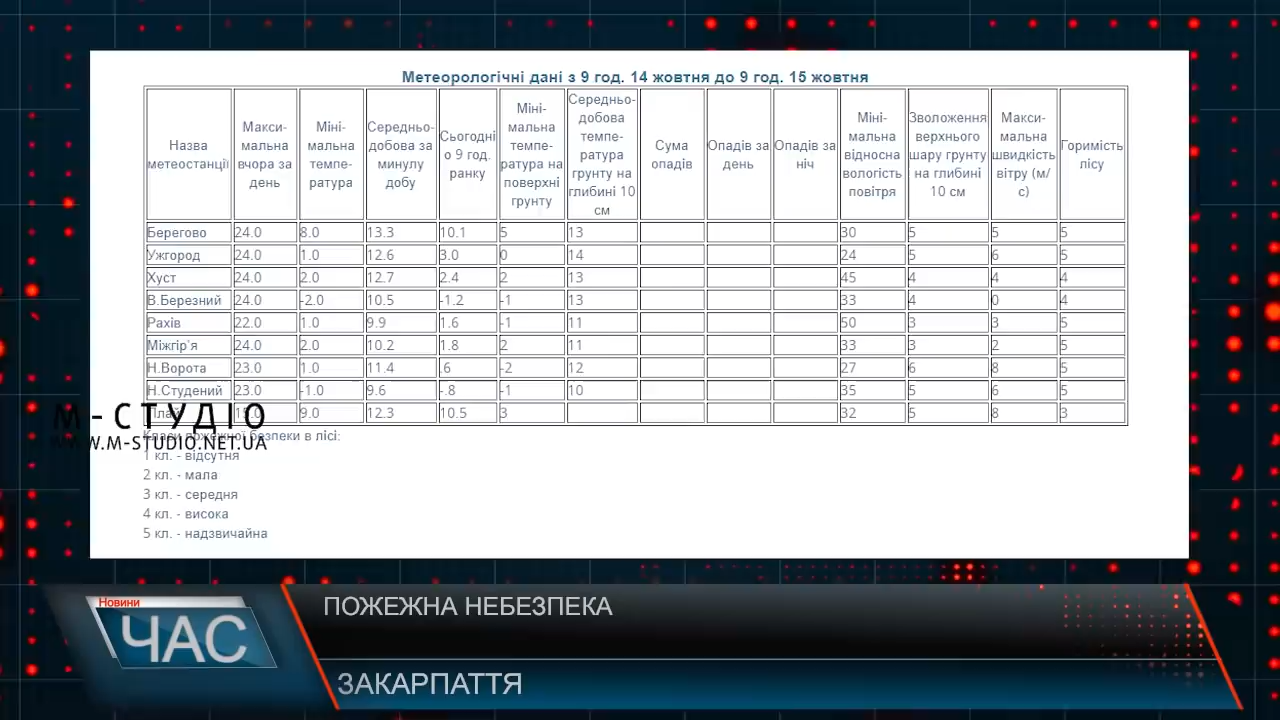 Метеорологічні дані з 9 год. 14 жовтня до 9 год. 15 жовтня
Назва метеостанції Макси-мальна вчора за день Міні-мальна темпе-ратура Середньо-добова за минулу добу Сьогодні о 9 год. ранку Міні-мальна темпе-ратура на поверхні грунту Середньо-добова темпе-ратура грунту на глибині 10 см Сума опадів Опадів за день Опадів за ніч Міні-мальна відносна вологість повітря Зволоження верхнього шару грунту на глибині 10 см Макси-мальна швидкість вітру (м/с) Горимість лісу
Берегово 24.0 8.0 13.3 10.1 5 13 30 5 5 5
Ужгород 24.0 1.0 12.6 3.0 0 14 24 5 6 5
Хуст 24.0 2.0 12.7 2.4 2 13 45 4 4 4
В.Березний 24.0 -2.0 10.5 -1.2 -1 13 33 4 0 4
Рахів 22.0 1.0 9.9 1.6 -1 11 50 3 3 5
Міжгір'я 24.0 2.0 10.2 1.8 2 11 33 3 2 5
Н.Ворота 23.0 1.0 11.4 .6 -2 12 27 6 8 5
Н.Студений 23.0 -1.0 9.6 -.8 -1 10 35 5 6 5
Плай 9.0 12.3 10.5 3 32 5 8 3
М-СТУДІО
WWW.M-STUDIO.NET.UA
Класи пожежної безпеки в лісі:
1 кл. - відсутня
2 кл. - мала
3 кл. - середня
4 кл. - висока
5 кл. - надзвичайна
Новини
ЧАС
ПОЖЕЖНА НЕБЕЗПЕКА
ЗАКАРПАТТЯ